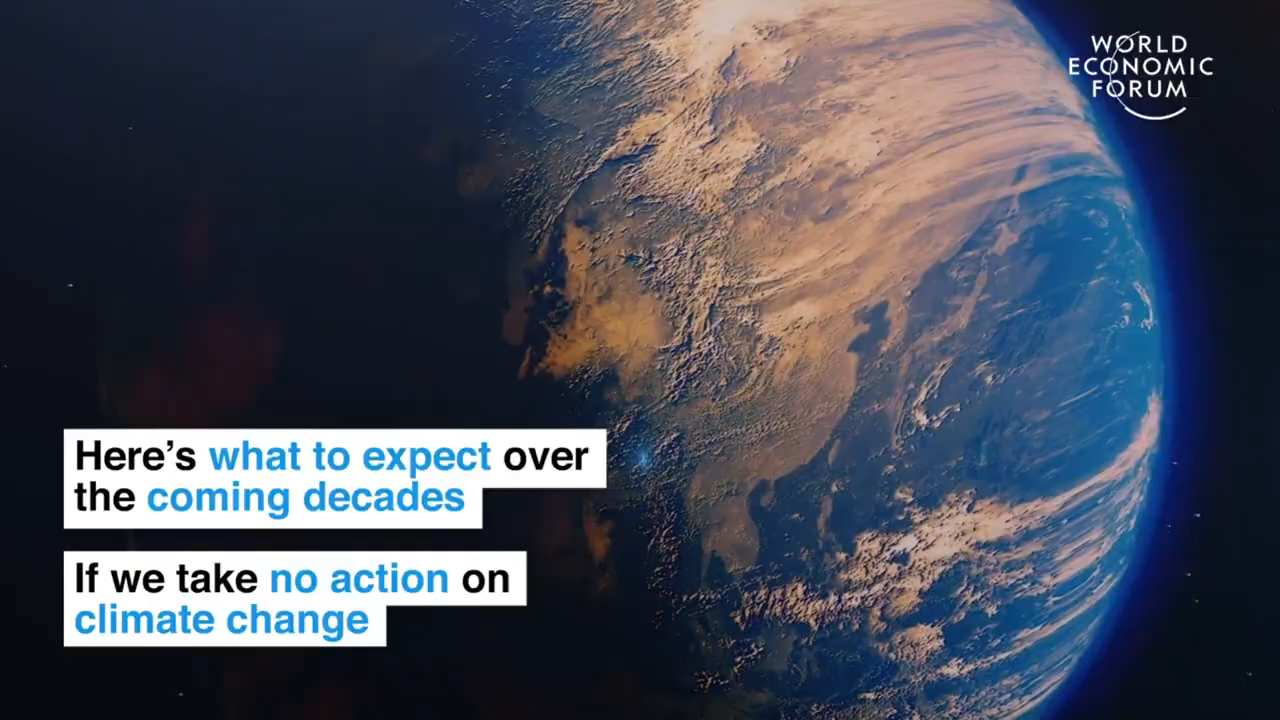 WORLD
ECONOMIC
FORUM
Here’s what to expect over
the coming decades
If we take no action on
climate change